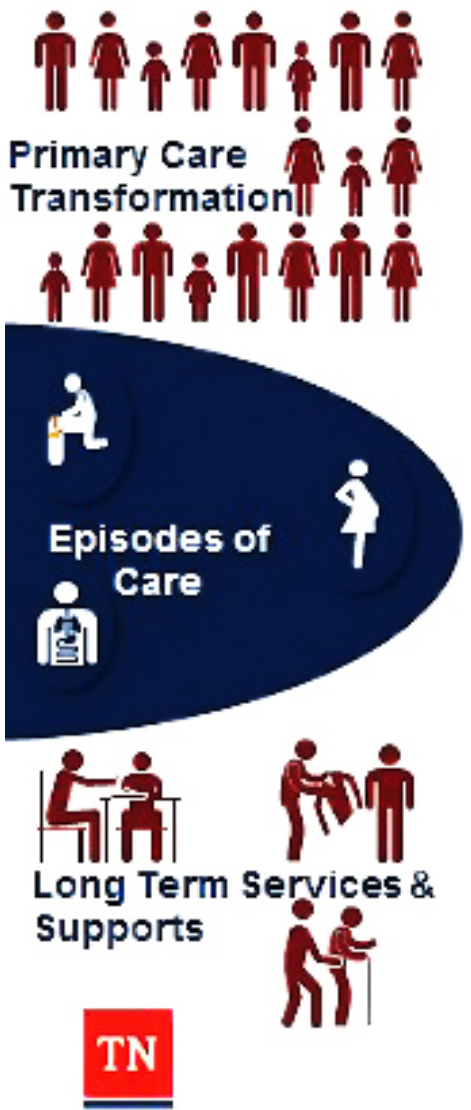 Primary Care
Transformation
Episodes of
Care
Long Term Services &
Supports
TN